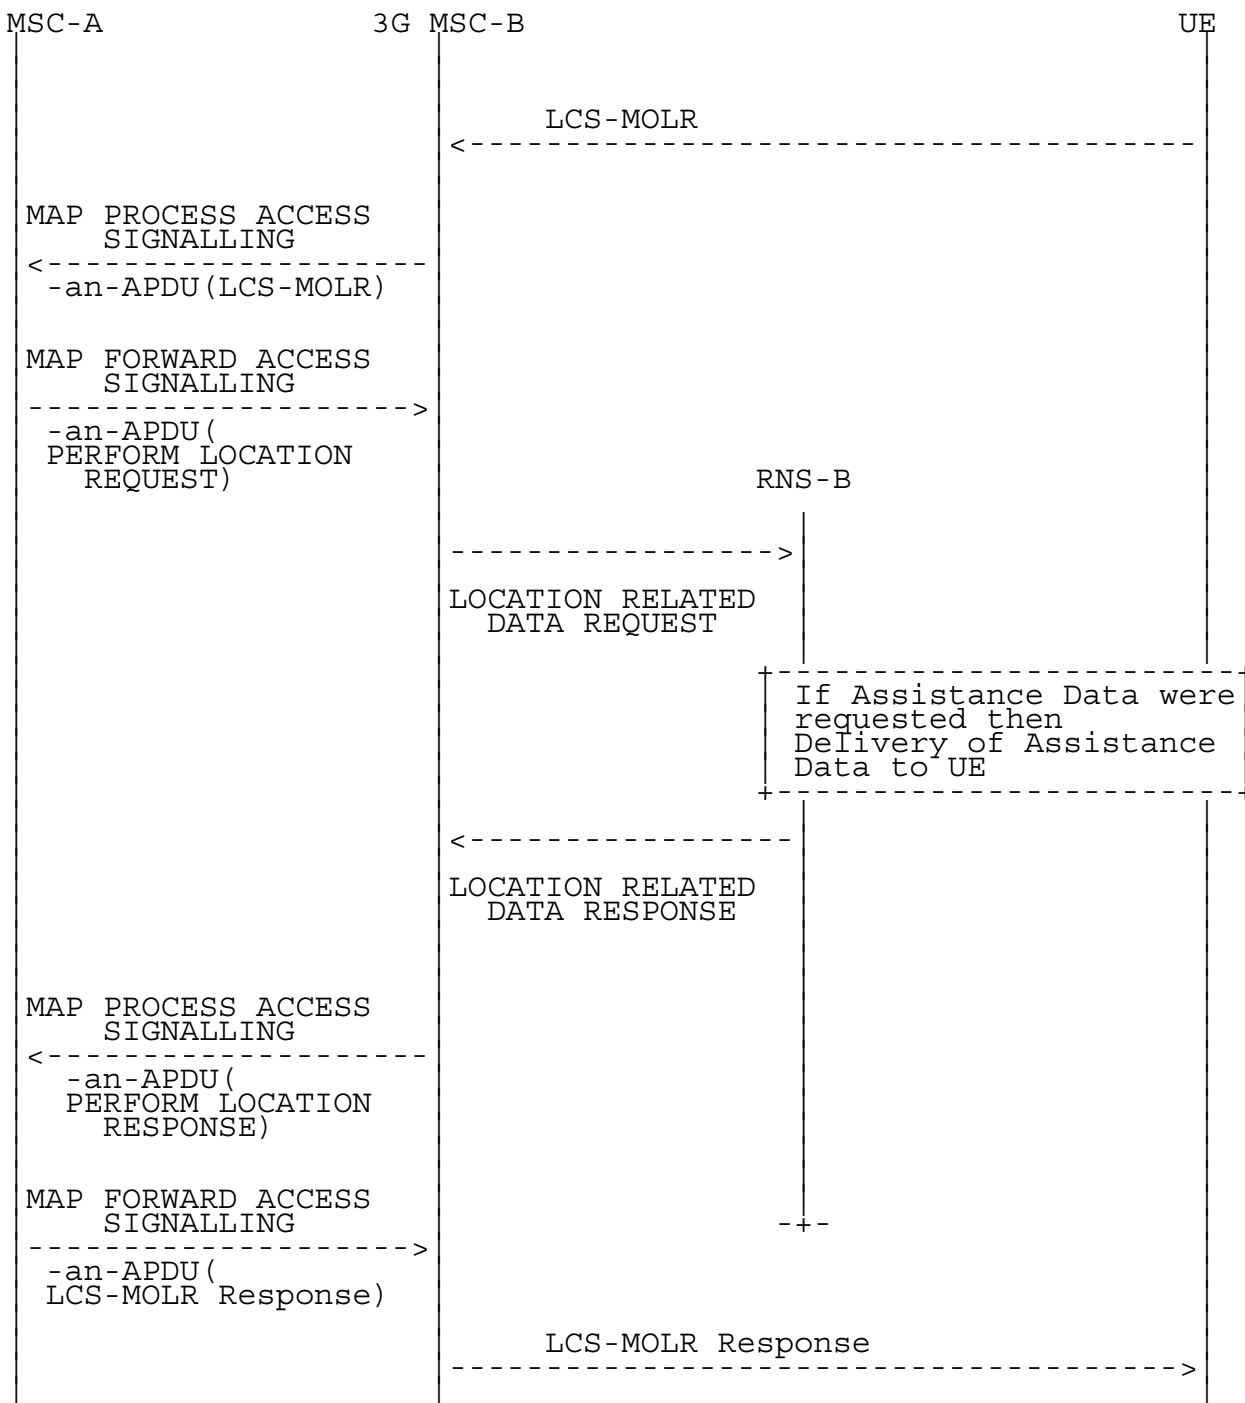 MSC-A 3G MSC-B UE
LCS-MOLR
MAP PROCESS ACCESS
SIGNALLING
-an-APDU(LCS-MOLR)
MAP FORWARD ACCESS
SIGNALLING
-an-APDU(
PERFORM LOCATION
REQUEST)
RNS-B
LOCATION RELATED
DATA REQUEST
If Assistance Data were
requested then
Delivery of Assistance
Data to UE
LOCATION RELATED
DATA RESPONSE
MAP PROCESS ACCESS
SIGNALLING
-an-APDU(
PERFORM LOCATION
RESPONSE)
MAP FORWARD ACCESS
SIGNALLING
-an-APDU(
LCS-MOLR Response)
LCS-MOLR Response